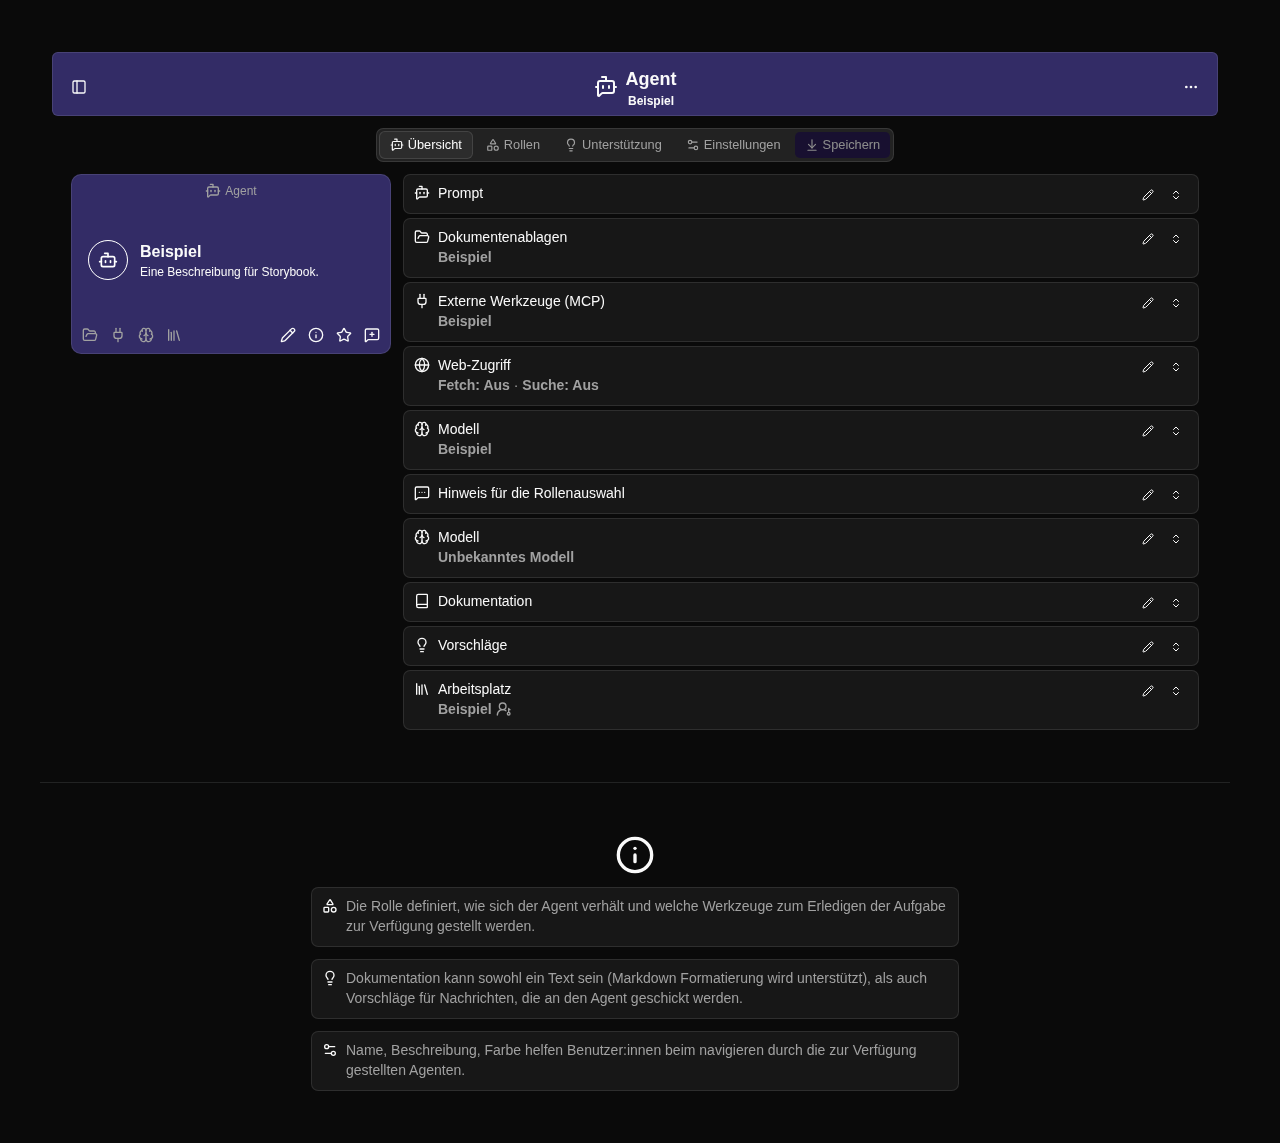 Agent
Beispiel
Übersicht
Rollen
Unterstützung
Einstellungen
Speichern
Agent
Beispiel
Eine Beschreibung für Storybook.
Prompt
Dokumentenablagen
Beispiel
Externe Werkzeuge (MCP)
Beispiel
Web-Zugriff
Fetch: Aus · Suche: Aus
Modell
Beispiel
Hinweis für die Rollenauswahl
Modell
Unbekanntes Modell
Dokumentation
Vorschläge
Arbeitsplatz
Beispiel
Die Rolle definiert, wie sich der Agent verhält und welche Werkzeuge zum Erledigen der Aufgabe
zur Verfügung gestellt werden.
Dokumentation kann sowohl ein Text sein (Markdown Formatierung wird unterstützt), als auch
Vorschläge für Nachrichten, die an den Agent geschickt werden.
Name, Beschreibung, Farbe helfen Benutzer:innen beim navigieren durch die zur Verfügung
gestellten Agenten.